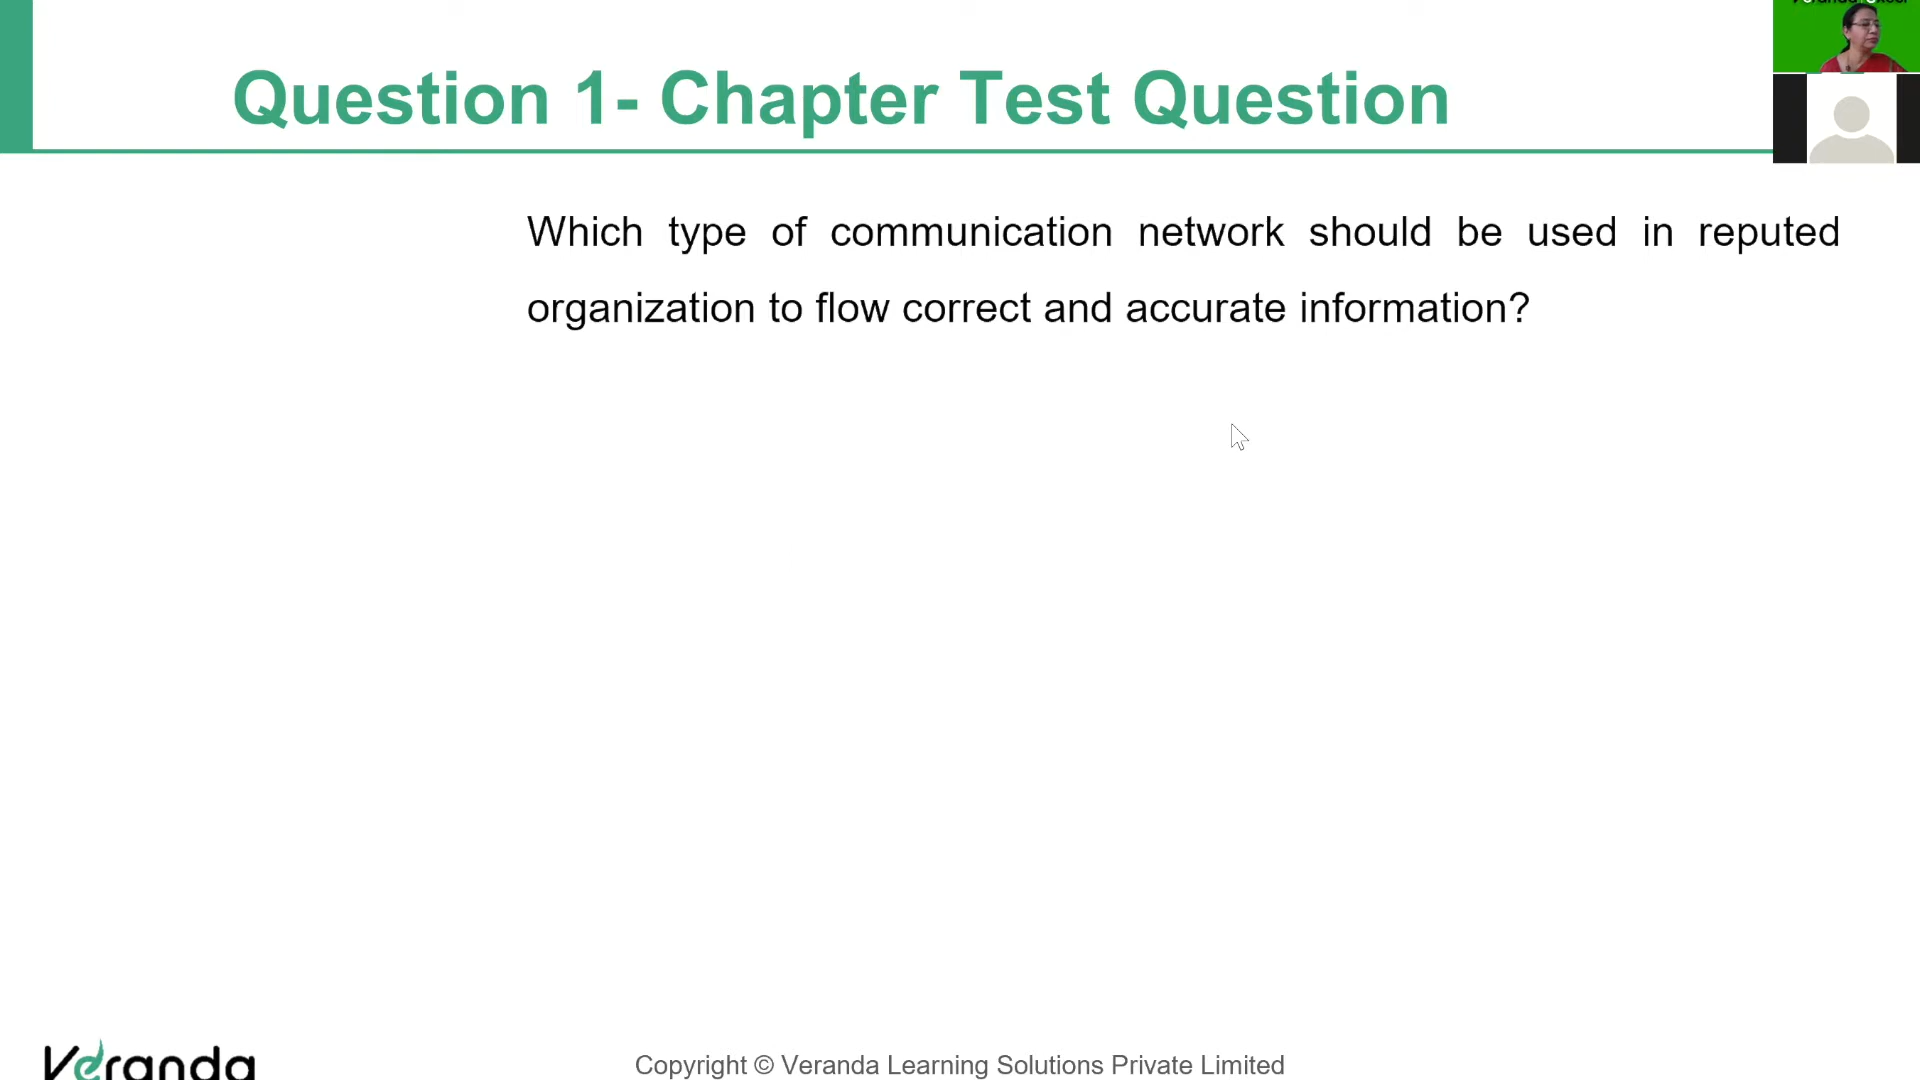 Question 1- Chapter Test Question
Which type of communication network should be used in reputed
organization to flow correct and accurate information?
Veranda
Copyright © Veranda Learning Solutions Private Limited